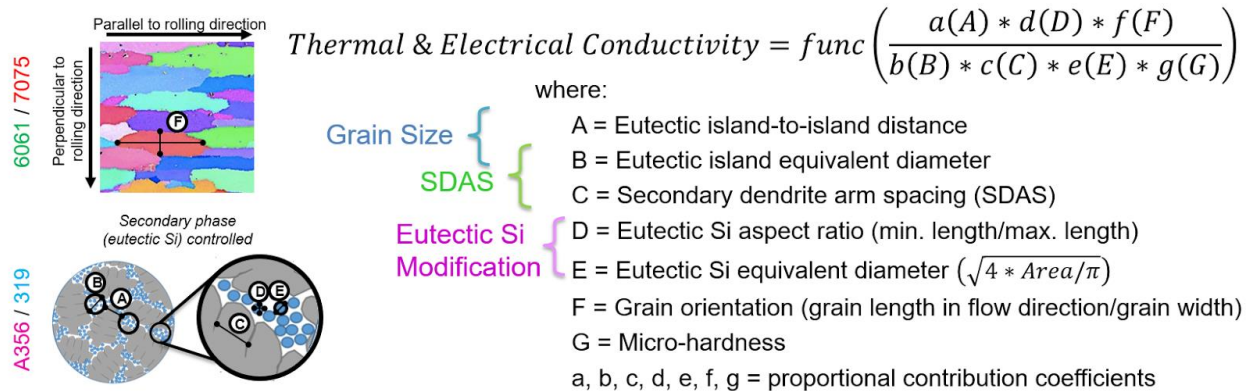 Parallel to rolling direction
Perpendicular to
rolling direction
6061 / 7075
F
Thermal & Electrical Conductivity = func ( a(A) * d(D) * f(F) / b(B) * c(C) * e(E) * g(G) )
where:
Grain Size
SDAS
Eutectic Si
Modification
A = Eutectic island-to-island distance
B = Eutectic island equivalent diameter
C = Secondary dendrite arm spacing (SDAS)
D = Eutectic Si aspect ratio (min. length/max. length)
E = Eutectic Si equivalent diameter (√4 * Area/π)
F = Grain orientation (grain length in flow direction/grain width)
G = Micro-hardness
a, b, c, d, e, f, g = proportional contribution coefficients
Secondary phase
(eutectic Si) controlled
A356 / 319
B
A
D
E
C